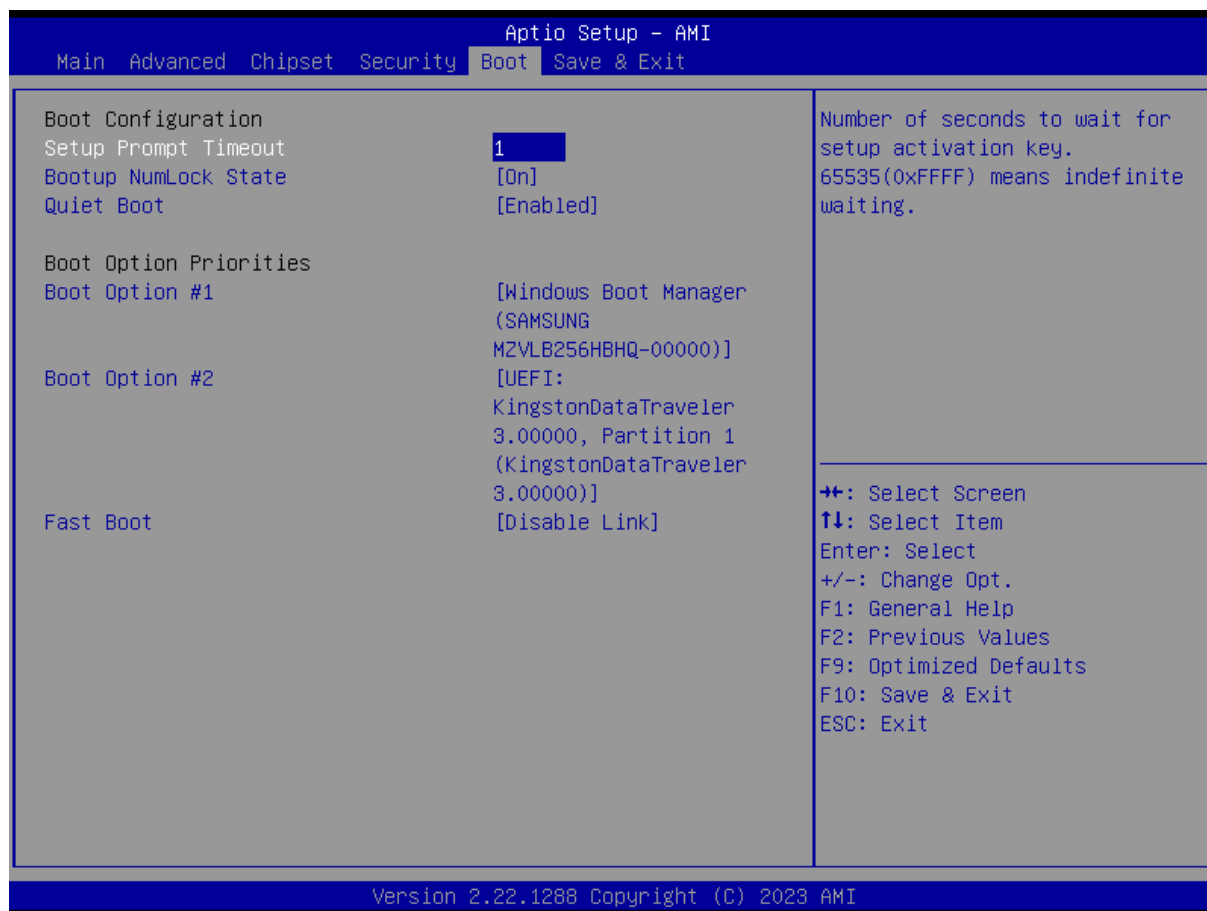 Aptio Setup – AMI
Main Advanced Chipset Security Boot Save & Exit
Boot Configuration
Setup Prompt Timeout 1
Bootup NumLock State [On]
Quiet Boot [Enabled]
Boot Option Priorities
Boot Option #1 [Windows Boot Manager
(SAMSUNG
MZVLB256HBHQ-00000)]
Boot Option #2 [UEFI:
KingstonDataTraveler
3.00000, Partition 1
(KingstonDataTraveler
3.00000)]
Fast Boot [Disable Link]
Number of seconds to wait for
setup activation key.
65535(0xFFFF) means indefinite
waiting.
→←: Select Screen
↑↓: Select Item
Enter: Select
+/-: Change Opt.
F1: General Help
F2: Previous Values
F9: Optimized Defaults
F10: Save & Exit
ESC: Exit
Version 2.22.1288 Copyright (C) 2023 AMI